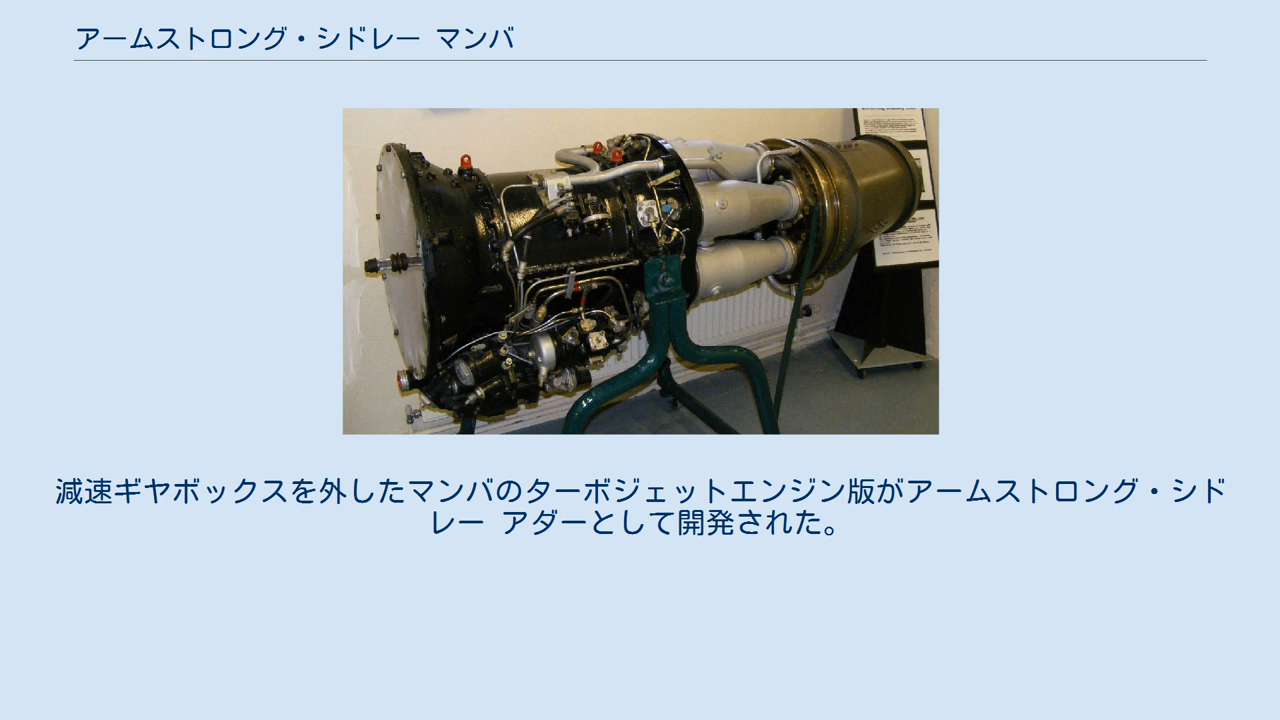 アームストロング・シドレー マンバ
減速ギヤボックスを外したマンバのターボジェットエンジン版がアームストロング・シド
レー アダーとして開発された。